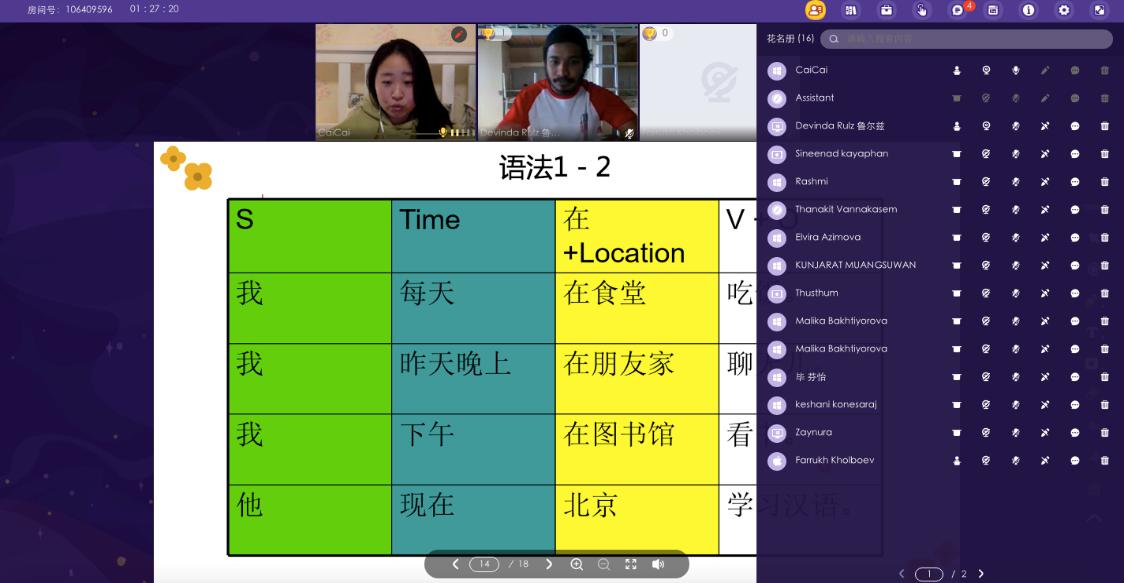 房间号: 106409596 01 : 27 : 20
4
CaiCai
Devinda Rulz 鲁...
1
0
花名册 (16)
CaiCai
Assistant
Devinda Rulz 鲁尔兹
Sineenad kayaphan
Rashmi
Thanakit Vannakasem
Elvira Azimova
KUNJARAT MUANGSUWAN
Thusthum
Malika Bakhtiyorova
Malika Bakhtiyorova
毕 芬怡
keshani konesaraj
Zaynura
Farrukh Kholboev
1 / 2
语法1 - 2
S Time 在 V
+Location
我 每天 在食堂 吃
我 昨天晚上 在朋友家 聊
我 下午 在图书馆 看
他 现在 北京 学习汉语。
14 / 18